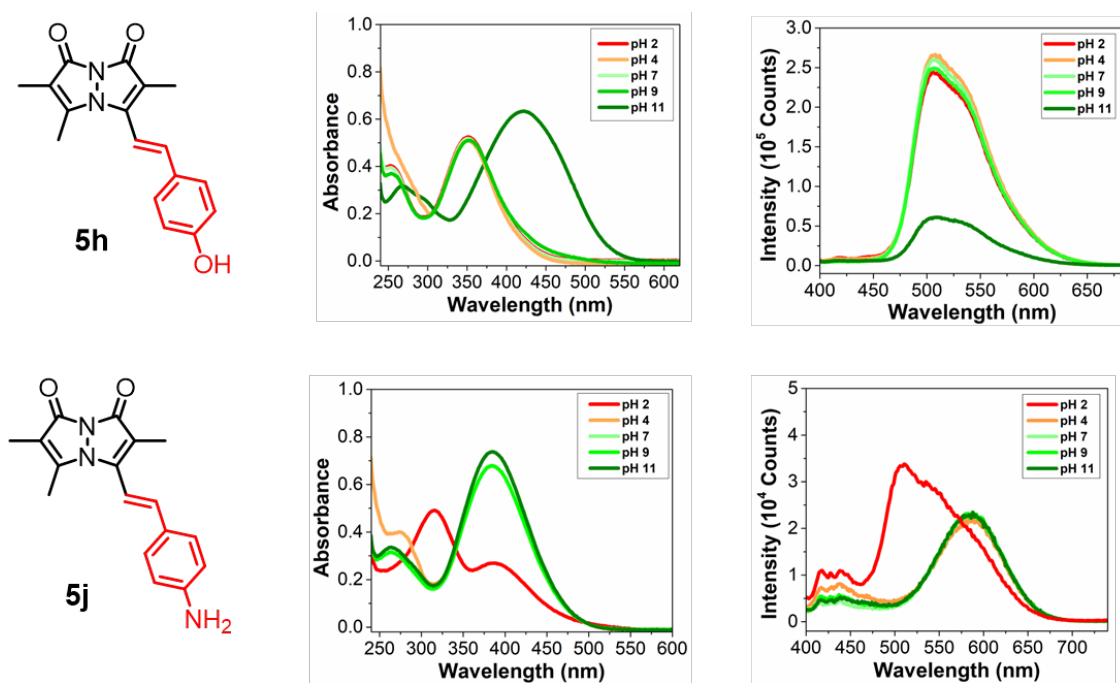 O O
N
N
OH
5h
Absorbance
1.0
0.8
0.6
0.4
0.2
0.0
250 300 350 400 450 500 550 600
Wavelength (nm)
pH 2
pH 4
pH 7
pH 9
pH 11
Intensity (10⁵ Counts)
3.0
2.5
2.0
1.5
1.0
0.5
0.0
400 450 500 550 600 650
Wavelength (nm)
pH 2
pH 4
pH 7
pH 9
pH 11
O O
N
N
NH₂
5j
Absorbance
1.0
0.8
0.6
0.4
0.2
0.0
250 300 350 400 450 500 550 600
Wavelength (nm)
pH 2
pH 4
pH 7
pH 9
pH 11
Intensity (10⁴ Counts)
5
4
3
2
1
0
400 450 500 550 600 650 700
Wavelength (nm)
pH 2
pH 4
pH 7
pH 9
pH 11